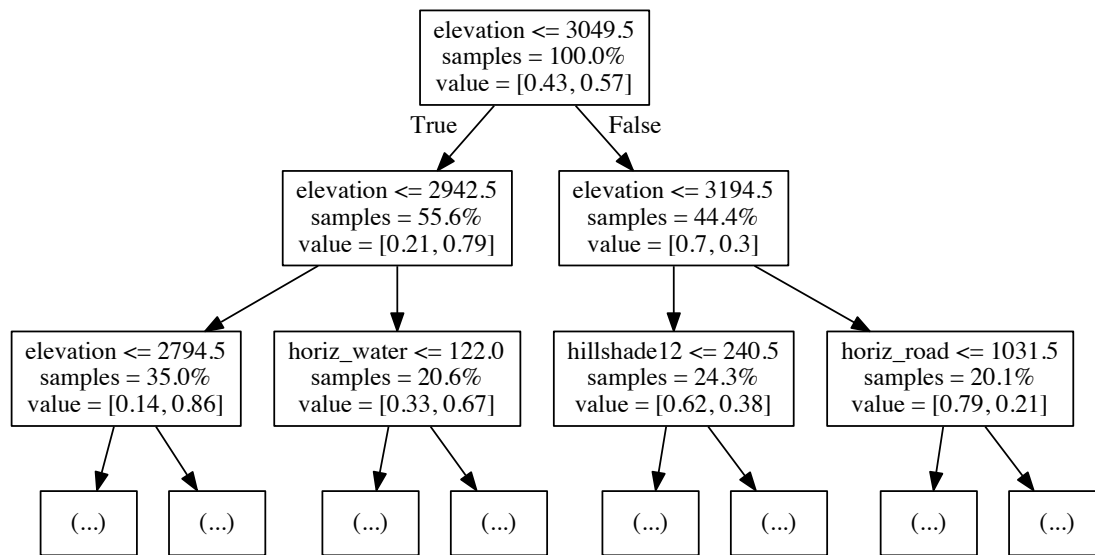 elevation <= 3049.5
samples = 100.0%
value = [0.43, 0.57]
True
False
elevation <= 2942.5
samples = 55.6%
value = [0.21, 0.79]
elevation <= 3194.5
samples = 44.4%
value = [0.7, 0.3]
elevation <= 2794.5
samples = 35.0%
value = [0.14, 0.86]
horiz_water <= 122.0
samples = 20.6%
value = [0.33, 0.67]
hillshade12 <= 240.5
samples = 24.3%
value = [0.62, 0.38]
horiz_road <= 1031.5
samples = 20.1%
value = [0.79, 0.21]
(...)
(...)
(...)
(...)
(...)
(...)
(...)
(...)